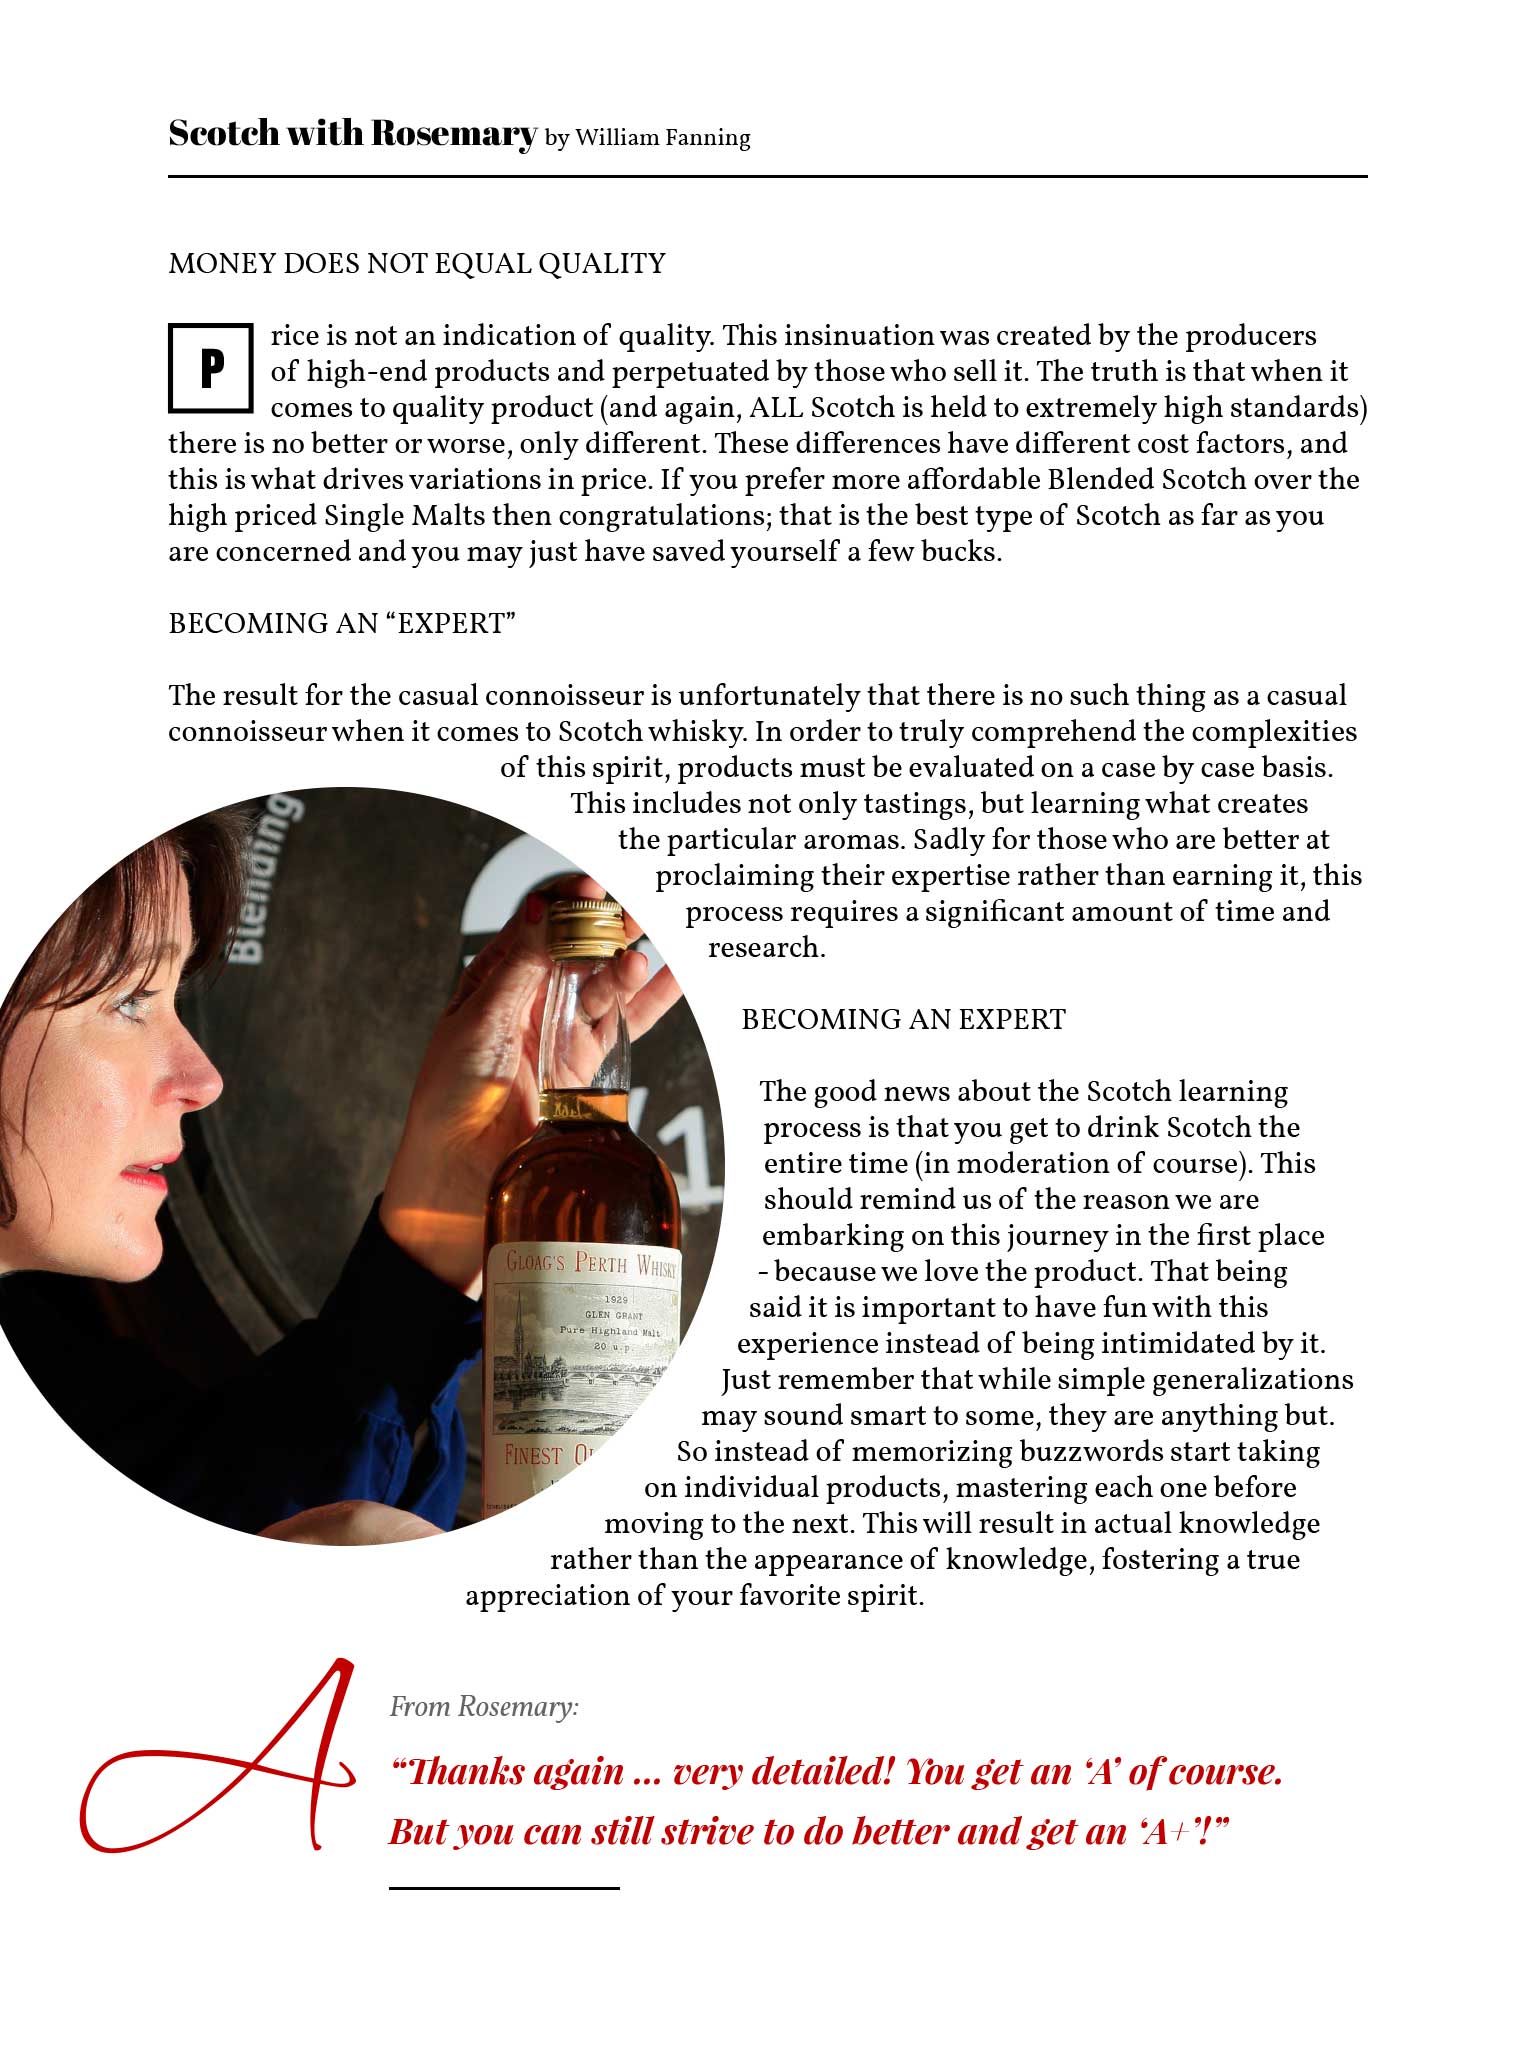 Scotch with Rosemary by William Fanning
MONEY DOES NOT EQUAL QUALITY
Price is not an indication of quality. This insinuation was created by the producers
of high-end products and perpetuated by those who sell it. The truth is that when it
comes to quality product (and again, ALL Scotch is held to extremely high standards)
there is no better or worse, only different. These differences have different cost factors, and
this is what drives variations in price. If you prefer more affordable Blended Scotch over the
high priced Single Malts then congratulations; that is the best type of Scotch as far as you
are concerned and you may just have saved yourself a few bucks.
BECOMING AN “EXPERT”
The result for the casual connoisseur is unfortunately that there is no such thing as a casual
connoisseur when it comes to Scotch whisky. In order to truly comprehend the complexities
of this spirit, products must be evaluated on a case by case basis.
This includes not only tastings, but learning what creates
the particular aromas. Sadly for those who are better at
proclaiming their expertise rather than earning it, this
process requires a significant amount of time and
research.
BECOMING AN EXPERT
The good news about the Scotch learning
process is that you get to drink Scotch the
entire time (in moderation of course). This
should remind us of the reason we are
embarking on this journey in the first place
- because we love the product. That being
said it is important to have fun with this
experience instead of being intimidated by it.
Just remember that while simple generalizations
may sound smart to some, they are anything but.
So instead of memorizing buzzwords start taking
on individual products, mastering each one before
moving to the next. This will result in actual knowledge
rather than the appearance of knowledge, fostering a true
appreciation of your favorite spirit.
Blending
1
GLOAG'S PERTH WHISKY
1929
GLEN GRANT
Pure Highland Malt
20 u.p.
FINEST
A
From Rosemary:
“Thanks again ... very detailed! You get an ‘A’ of course.
But you can still strive to do better and get an ‘A+’!”